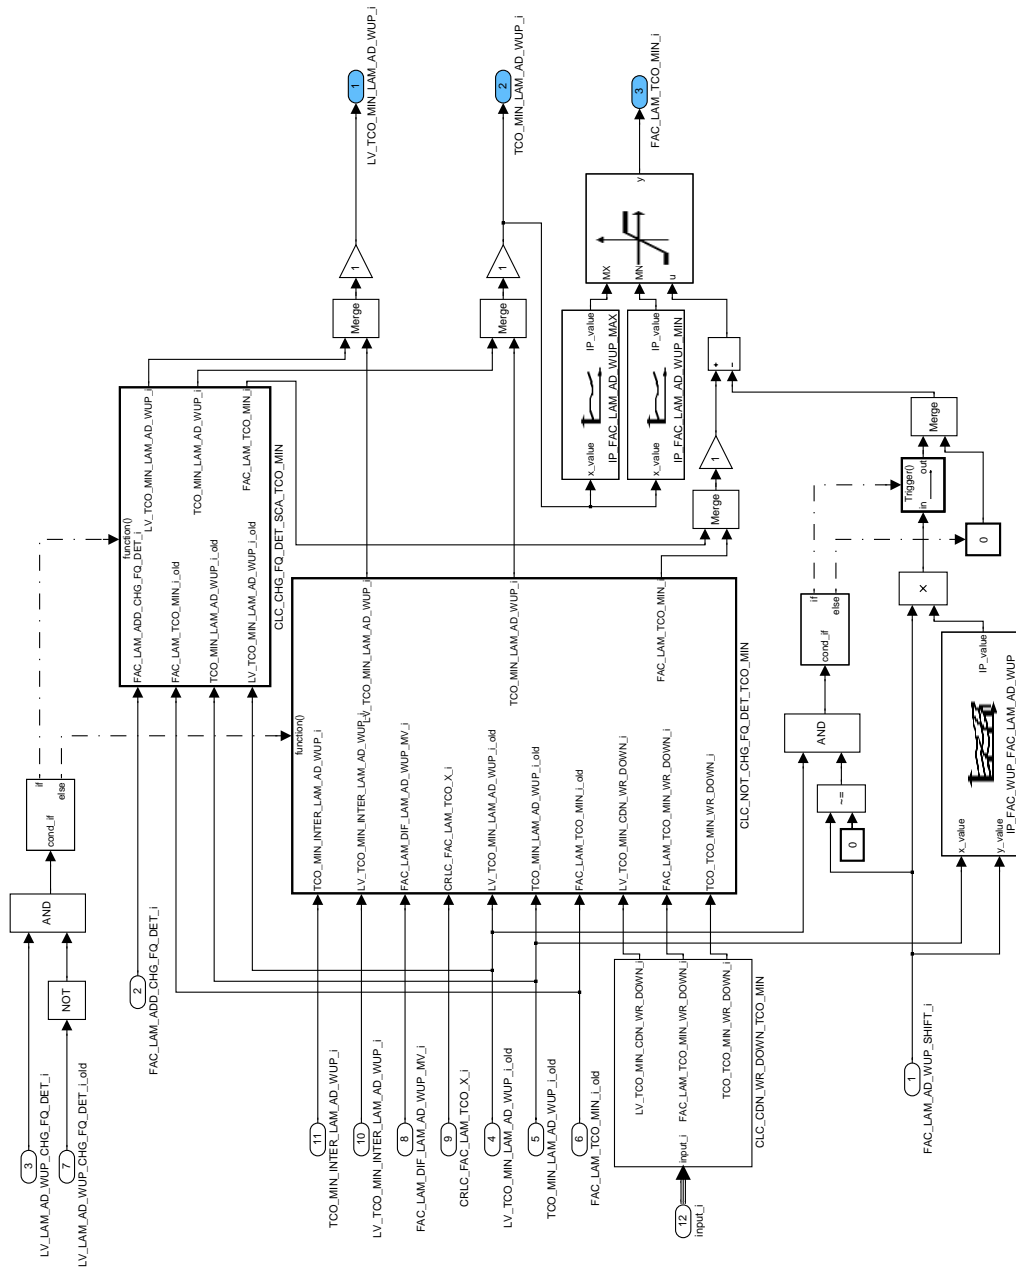 3
LV_LAM_AD_WUP_CHG_FQ_DET_i
7
LV_LAM_AD_WUP_CHG_FQ_DET_i_old
NOT
AND
cond_if
if
else
2
FAC_LAM_ADD_CHG_FQ_DET_i
function()
FAC_LAM_ADD_CHG_FQ_DET_i
FAC_LAM_TCO_MIN_i_old
TCO_MIN_LAM_AD_WUP_i_old
LV_TCO_MIN_LAM_AD_WUP_i_old
LV_TCO_MIN_LAM_AD_WUP_i
TCO_MIN_LAM_AD_WUP_i
FAC_LAM_TCO_MIN_i
CLC_CHG_FQ_DET_SCA_TCO_MIN
11
TCO_MIN_INTER_LAM_AD_WUP_i
10
LV_TCO_MIN_INTER_LAM_AD_WUP_i
8
FAC_LAM_DIF_LAM_AD_WUP_MV_i
9
CRLC_FAC_LAM_TCO_X_i
4
LV_TCO_MIN_LAM_AD_WUP_i_old
5
TCO_MIN_LAM_AD_WUP_i_old
6
FAC_LAM_TCO_MIN_i_old
12
input_i
input_i
LV_TCO_MIN_CDN_WR_DOWN_i
FAC_LAM_TCO_MIN_WR_DOWN_i
TCO_TCO_MIN_WR_DOWN_i
CLC_CDN_WR_DOWN_TCO_MIN
function()
TCO_MIN_INTER_LAM_AD_WUP_i
LV_TCO_MIN_INTER_LAM_AD_WUP_i
FAC_LAM_DIF_LAM_AD_WUP_MV_i
CRLC_FAC_LAM_TCO_X_i
LV_TCO_MIN_LAM_AD_WUP_i_old
TCO_MIN_LAM_AD_WUP_i_old
FAC_LAM_TCO_MIN_i_old
LV_TCO_MIN_CDN_WR_DOWN_i
FAC_LAM_TCO_MIN_WR_DOWN_i
TCO_TCO_MIN_WR_DOWN_i
LV_TCO_MIN_LAM_AD_WUP_i
TCO_MIN_LAM_AD_WUP_i
FAC_LAM_TCO_MIN_i
CLC_NOT_CHG_FQ_DET_TCO_MIN
Merge
1
1
LV_TCO_MIN_LAM_AD_WUP_i
Merge
1
2
TCO_MIN_LAM_AD_WUP_i
x_value
IP_value
IP_FAC_LAM_AD_WUP_MAX
x_value
IP_value
IP_FAC_LAM_AD_WUP_MIN
MX
MN
u
y
3
FAC_LAM_TCO_MIN_i
Merge
1
+
−
1
FAC_LAM_AD_WUP_SHIFT_i
0
~=
AND
cond_if
if
else
x_value
y_value
IP_value
IP_FAC_WUP_FAC_LAM_AD_WUP
×
Trigger()
in
out
0
Merge